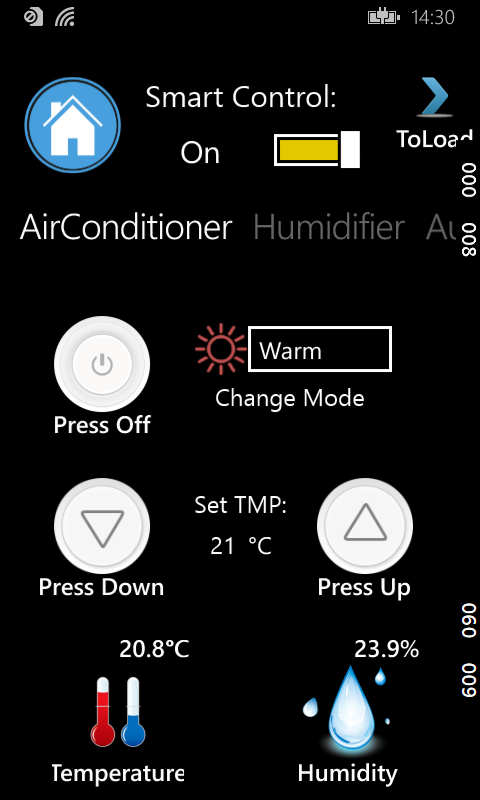 14:30
Smart Control:
On
ToLoad
000
008
AirConditioner Humidifier Au
Warm
Change Mode
Press Off
Set TMP:
21 °C
Press Down
Press Up
090
600
20.8°C
23.9%
Temperature
Humidity